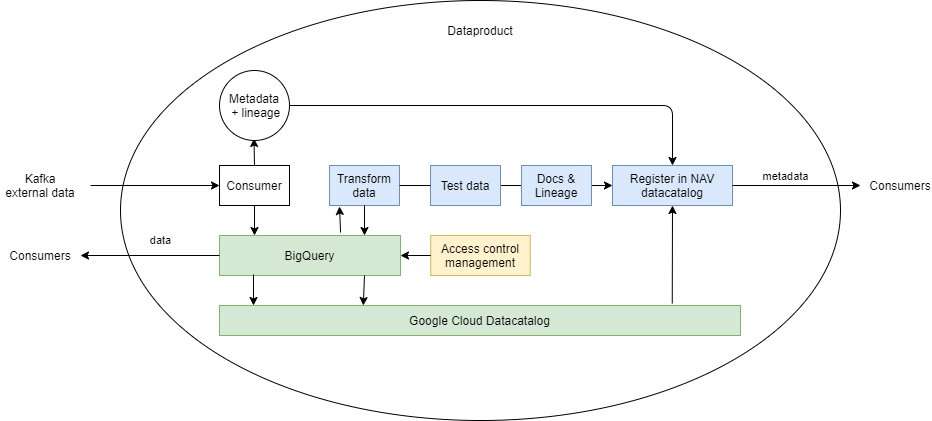 Dataproduct
Metadata
+ lineage
Kafka
external data
Consumer
Transform
data
Test data
Docs &
Lineage
Register in NAV
datacatalog
metadata
Consumers
Consumers
data
BigQuery
Access control
management
Google Cloud Datacatalog